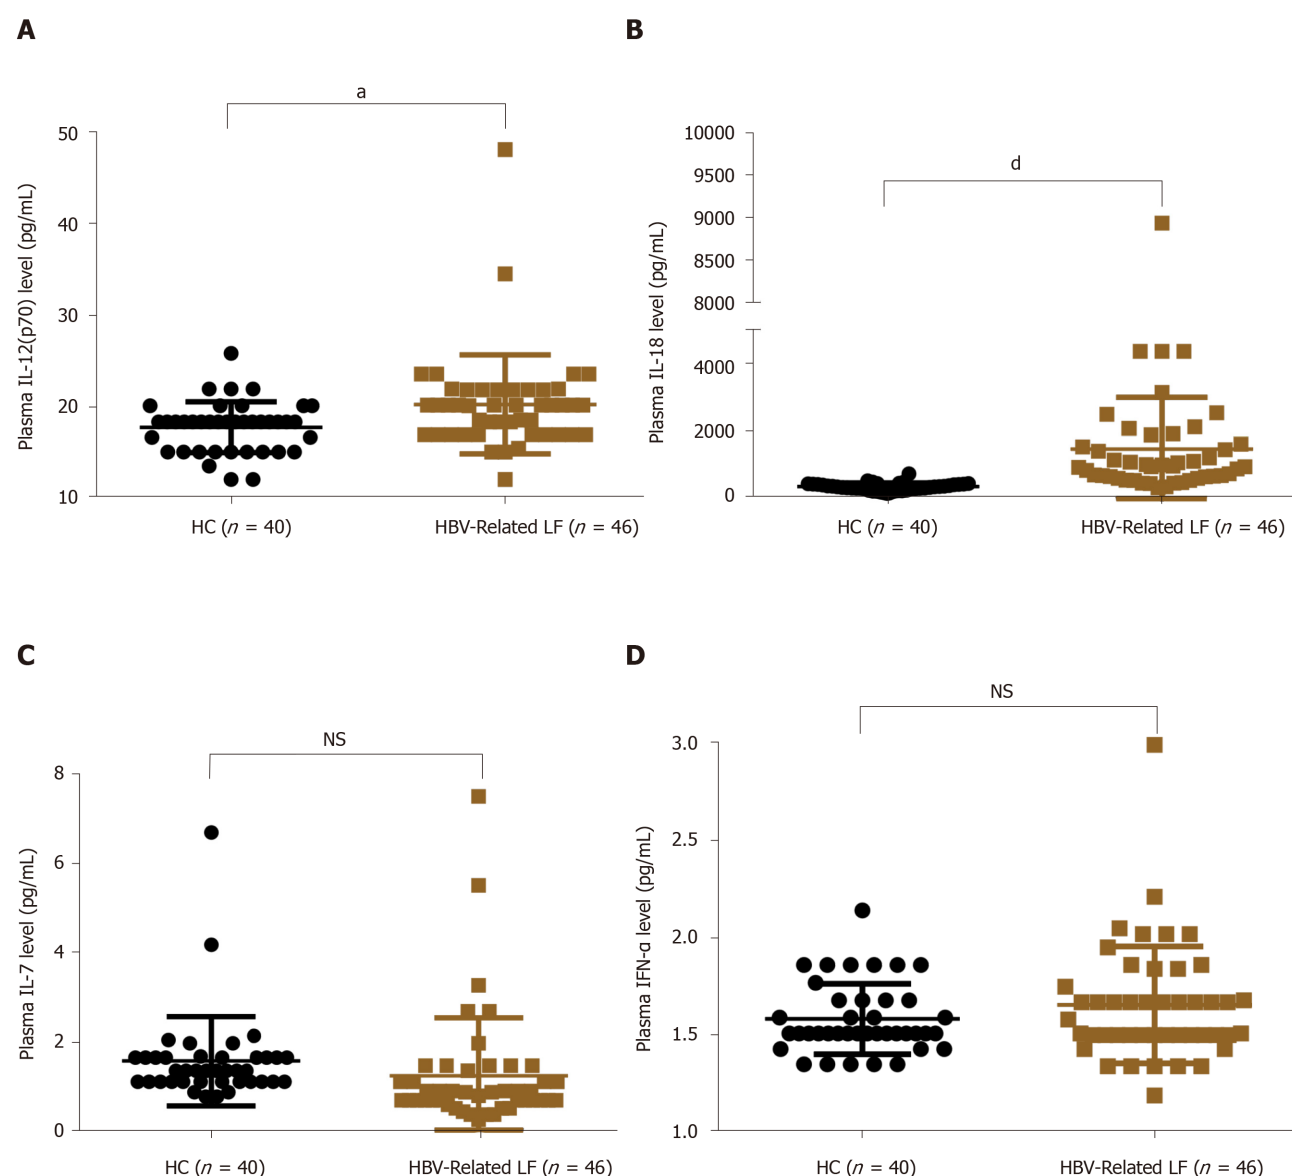 A
a
Plasma IL-12(p70) level (pg/mL)
50
40
30
20
10
HC (n = 40)
HBV-Related LF (n = 46)
B
d
Plasma IL-18 level (pg/mL)
10000
9500
9000
8500
8000
4000
2000
0
HC (n = 40)
HBV-Related LF (n = 46)
C
NS
Plasma IL-7 level (pg/mL)
8
6
4
2
0
HC (n = 40)
HBV-Related LF (n = 46)
D
NS
Plasma IFN-α level (pg/mL)
3.0
2.5
2.0
1.5
1.0
HC (n = 40)
HBV-Related LF (n = 46)